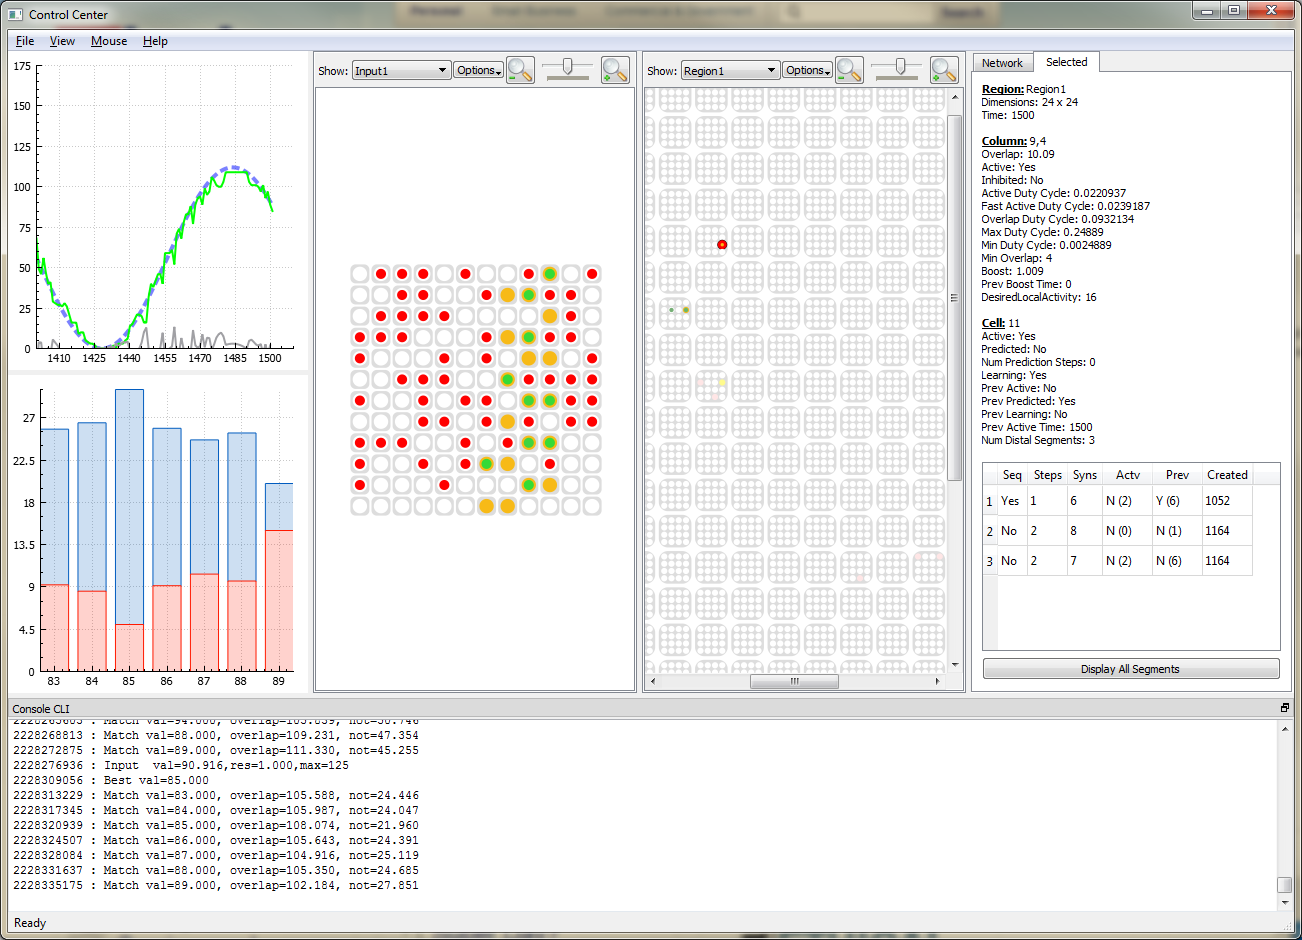 Control Center
File View Mouse Help
175
150
125
100
75
50
25
0
1410 1425 1440 1455 1470 1485 1500
27
22.5
18
13.5
9
4.5
0
83 84 85 86 87 88 89
Show: Input1 Options
Show: Region1 Options
Network Selected
Region: Region1
Dimensions: 24 x 24
Time: 1500
Column: 9,4
Overlap: 10.09
Active: Yes
Inhibited: No
Active Duty Cycle: 0.0220937
Fast Active Duty Cycle: 0.0239187
Overlap Duty Cycle: 0.0932134
Max Duty Cycle: 0.24889
Min Duty Cycle: 0.0024889
Min Overlap: 4
Boost: 1.009
Prev Boost Time: 0
DesiredLocalActivity: 16
Cell: 11
Active: Yes
Predicted: No
Num Prediction Steps: 0
Learning: Yes
Prev Active: No
Prev Predicted: Yes
Prev Learning: No
Prev Active Time: 1500
Num Distal Segments: 3
Seq Steps Syns Actv Prev Created
1 Yes 1 6 N (2) Y (6) 1052
2 No 2 8 N (0) N (1) 1164
3 No 2 7 N (2) N (6) 1164
Display All Segments
Console CLI
2228268813 : Match val=88.000, overlap=109.231, not=47.354
2228272875 : Match val=89.000, overlap=111.330, not=45.255
2228276936 : Input val=90.916,res=1.000,max=125
2228309056 : Best val=85.000
2228313229 : Match val=83.000, overlap=105.588, not=24.446
2228317345 : Match val=84.000, overlap=105.987, not=24.047
2228320939 : Match val=85.000, overlap=108.074, not=21.960
2228324507 : Match val=86.000, overlap=105.643, not=24.391
2228328084 : Match val=87.000, overlap=104.916, not=25.119
2228331637 : Match val=88.000, overlap=105.350, not=24.685
2228335175 : Match val=89.000, overlap=102.184, not=27.851
Ready